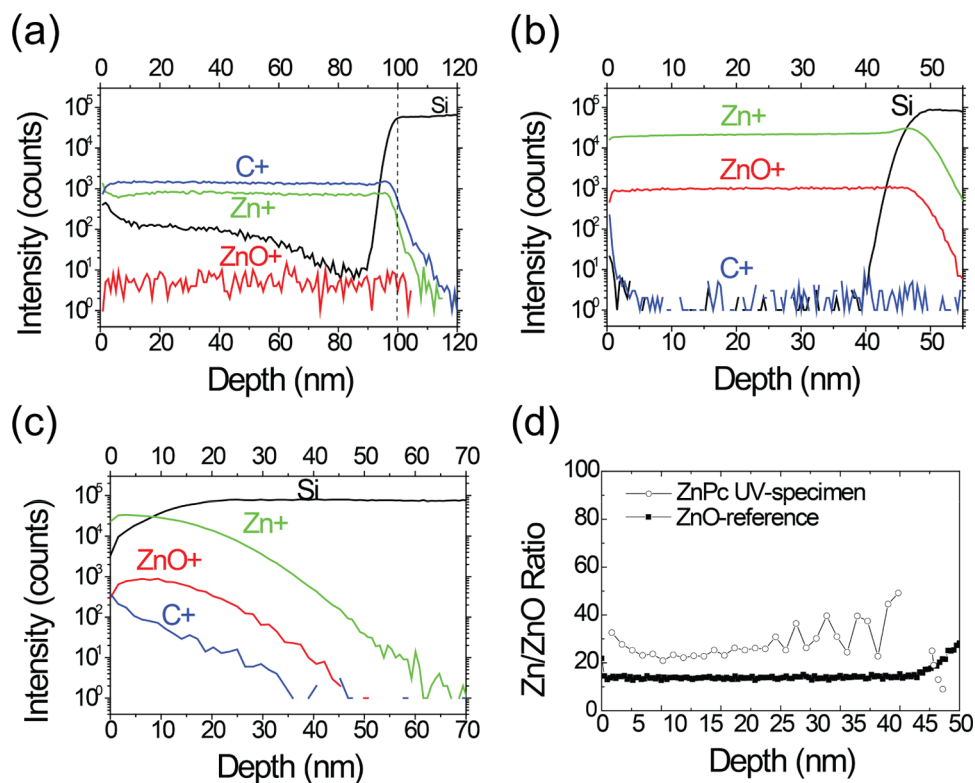 (a)
0 20 40 60 80 100 120
10^5
10^4
10^3
10^2
10^1
10^0
Intensity (counts)
Si
C+
Zn+
ZnO+
0 20 40 60 80 100 120
Depth (nm)
(b)
0 10 20 30 40 50
10^5
10^4
10^3
10^2
10^1
10^0
Intensity (counts)
Si
Zn+
ZnO+
C+
0 10 20 30 40 50
Depth (nm)
(c)
0 10 20 30 40 50 60 70
10^5
10^4
10^3
10^2
10^1
10^0
Intensity (counts)
Si
Zn+
ZnO+
C+
0 10 20 30 40 50 60 70
Depth (nm)
(d)
100
80
60
40
20
0
Zn/ZnO Ratio
ZnPc UV-specimen
ZnO-reference
0 5 10 15 20 25 30 35 40 45 50
Depth (nm)